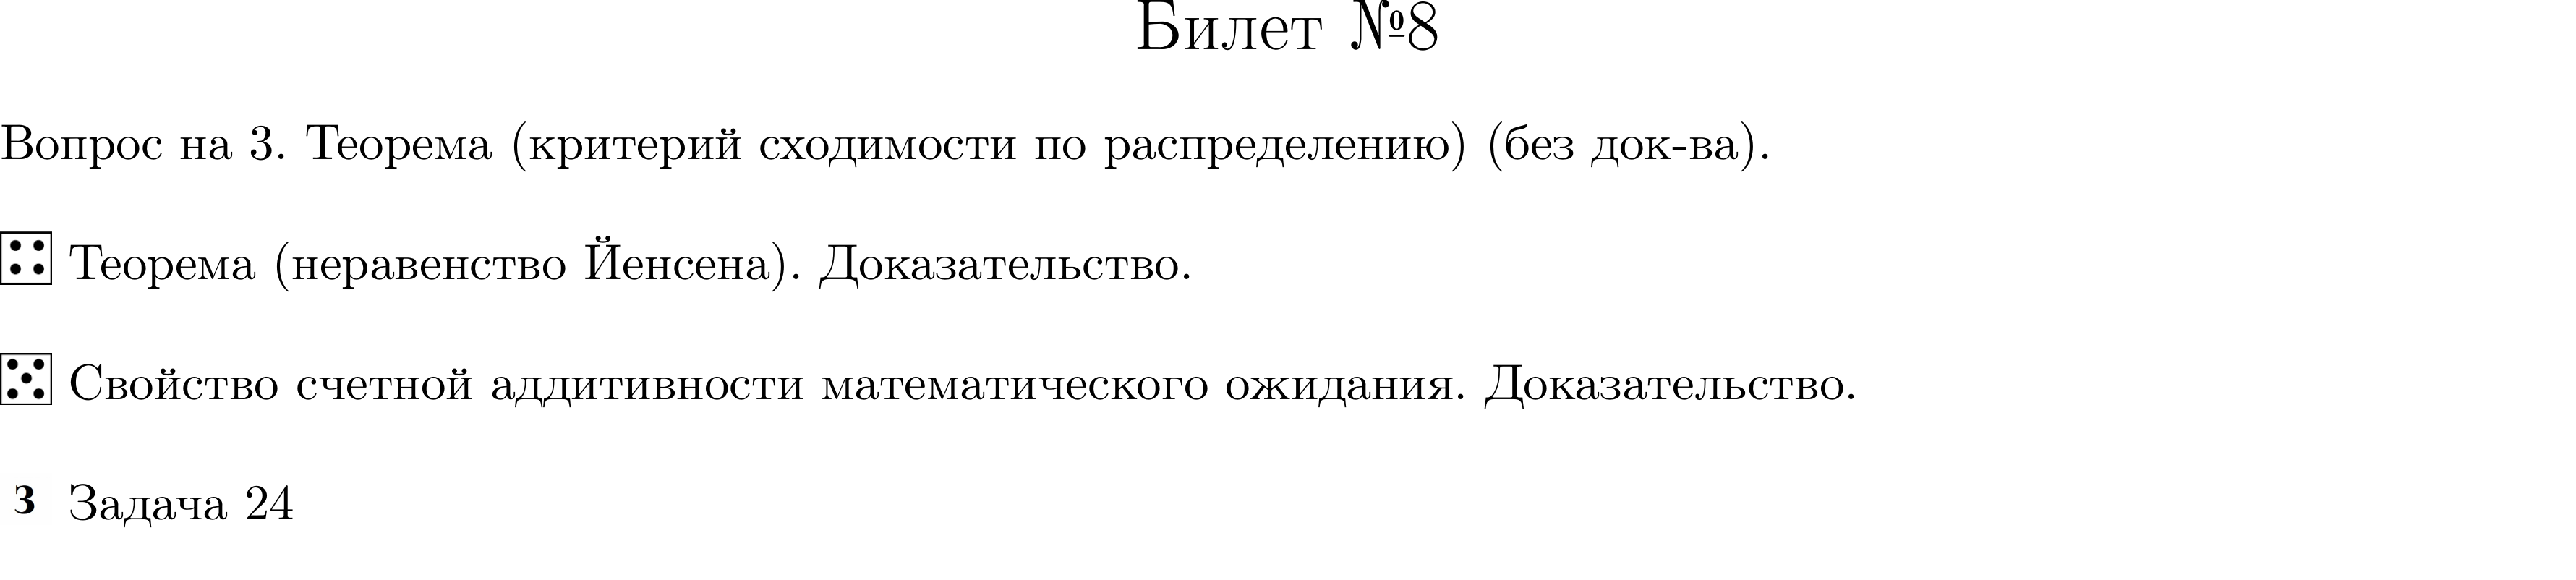 Билет №8
Вопрос на 3. Теорема (критерий сходимости по распределению) (без док-ва).
Теорема (неравенство Йенсена). Доказательство.
Свойство счетной аддитивности математического ожидания. Доказательство.
З Задача 24